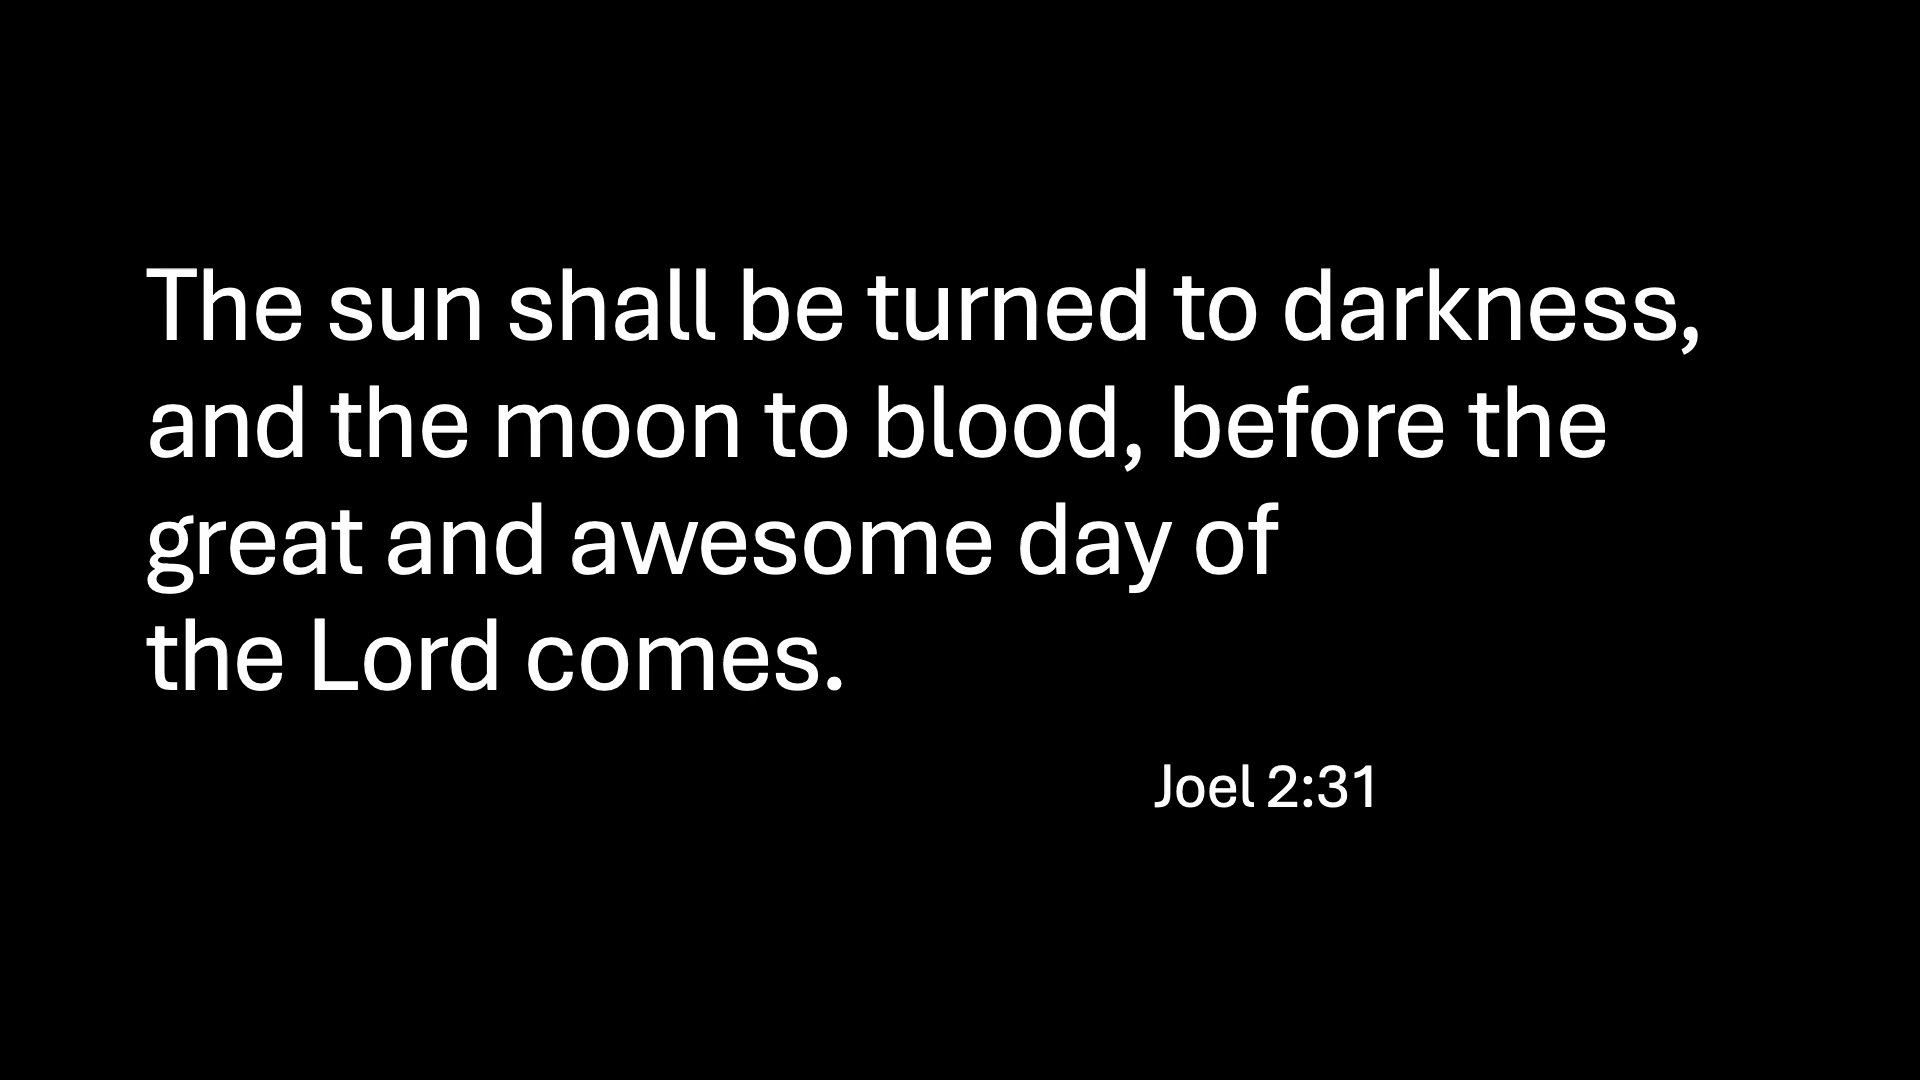 The sun shall be turned to darkness,
and the moon to blood, before the
great and awesome day of
the Lord comes.
Joel 2:31